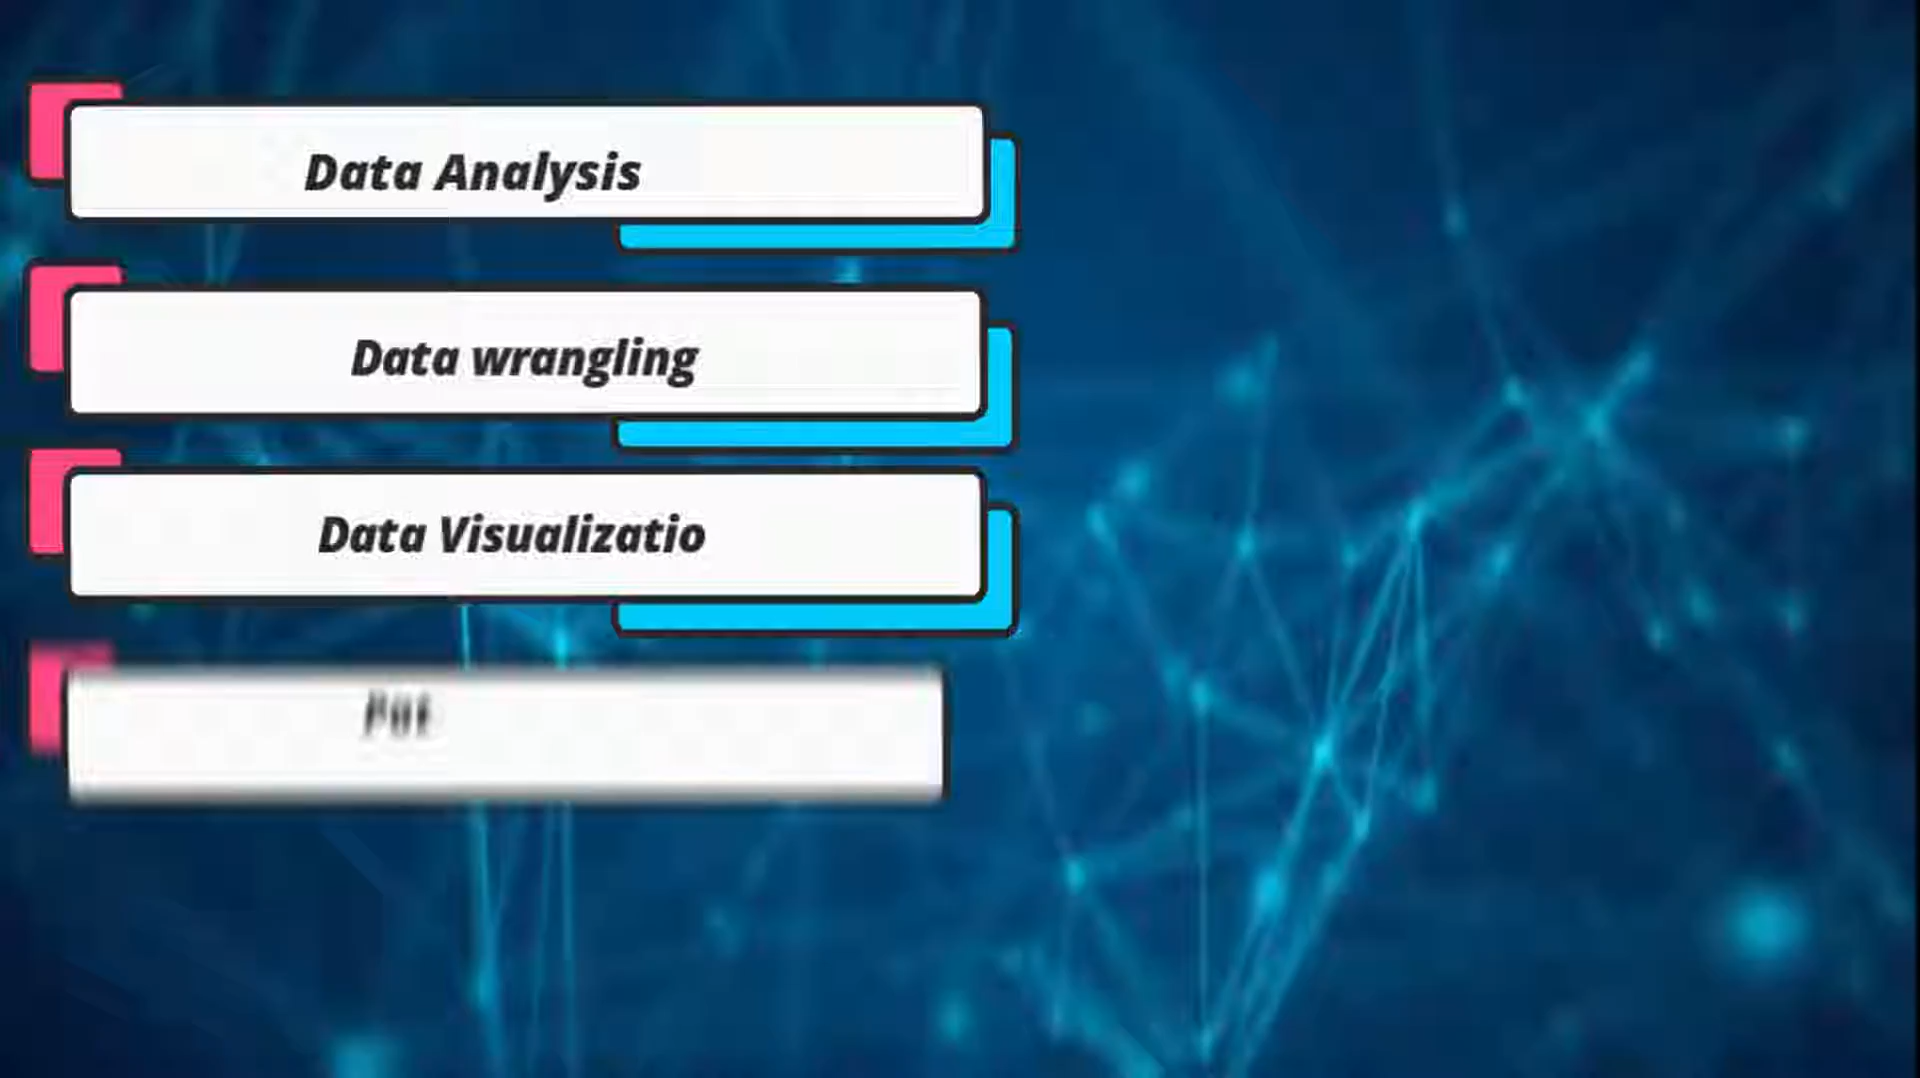 Data Analysis
Data wrangling
Data Visualizatio